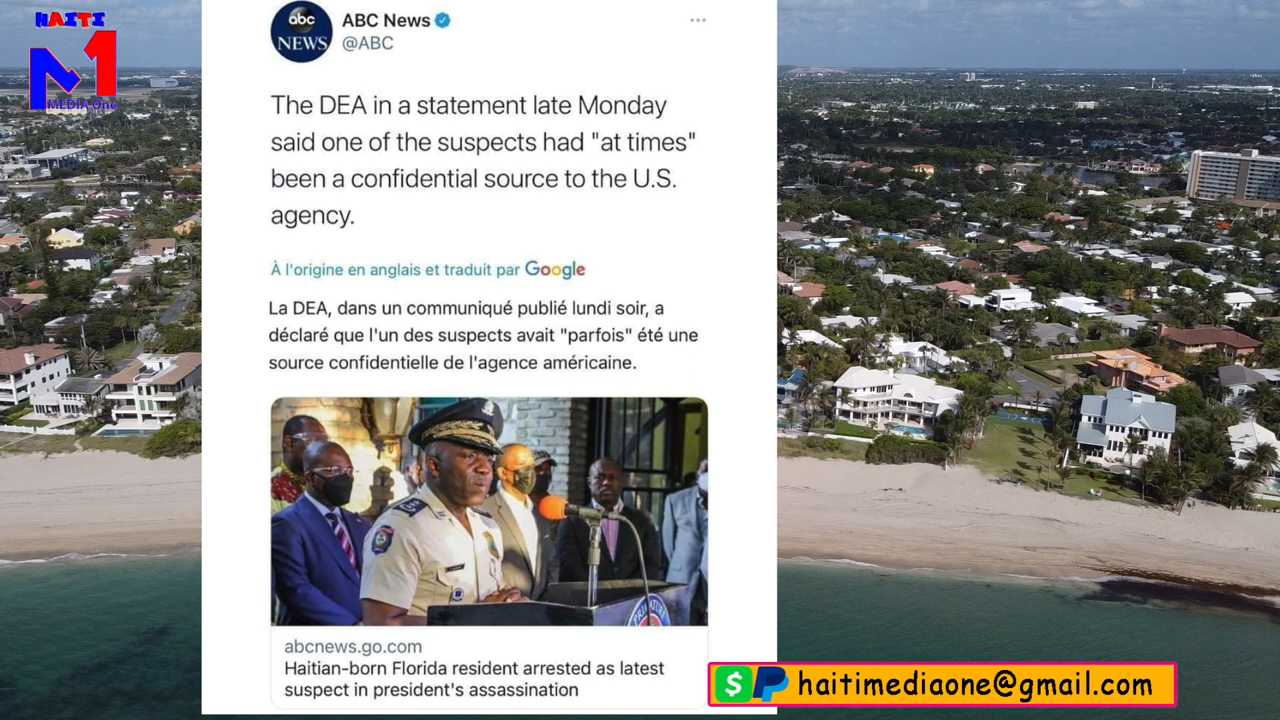 HAITI
M1
MEDIA One
abc
NEWS
ABC News
@ABC
The DEA in a statement late Monday
said one of the suspects had "at times"
been a confidential source to the U.S.
agency.
À l'origine en anglais et traduit par Google
La DEA, dans un communiqué publié lundi soir, a
déclaré que l'un des suspects avait "parfois" été une
source confidentielle de l'agence américaine.
abcnews.go.com
Haitian-born Florida resident arrested as latest
suspect in president's assassination
$ haitimediaone@gmail.com